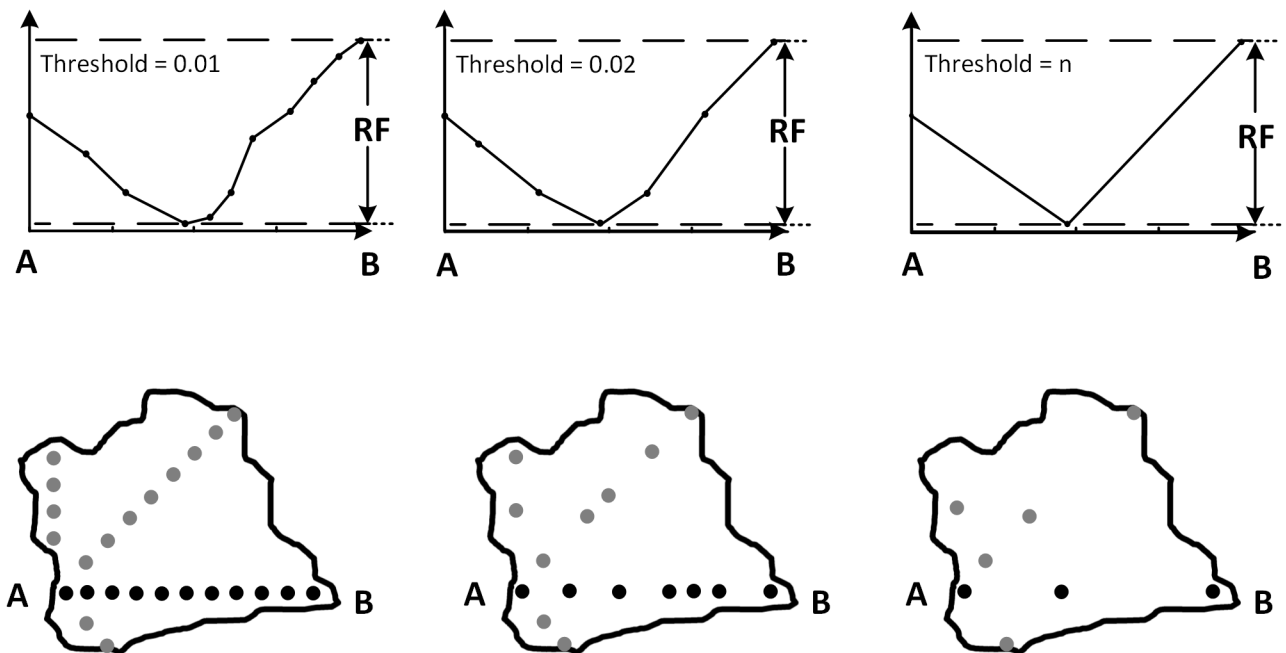 Threshold = 0.01
RF
A B
Threshold = 0.02
RF
A B
Threshold = n
RF
A B
A B
A B
A B